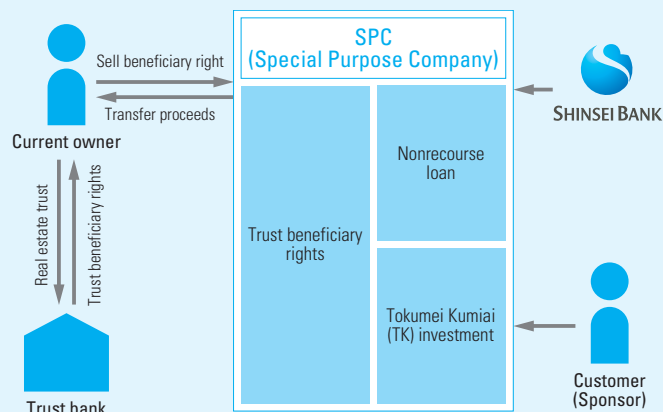 SPC
(Special Purpose Company)
Sell beneficiary right
Transfer proceeds
Current owner
SHINSEI BANK
Nonrecourse
loan
Real estate trust
Trust beneficiary rights
Trust beneficiary
rights
Tokumei Kumiai
(TK) investment
Customer
(Sponsor)
Trust bank